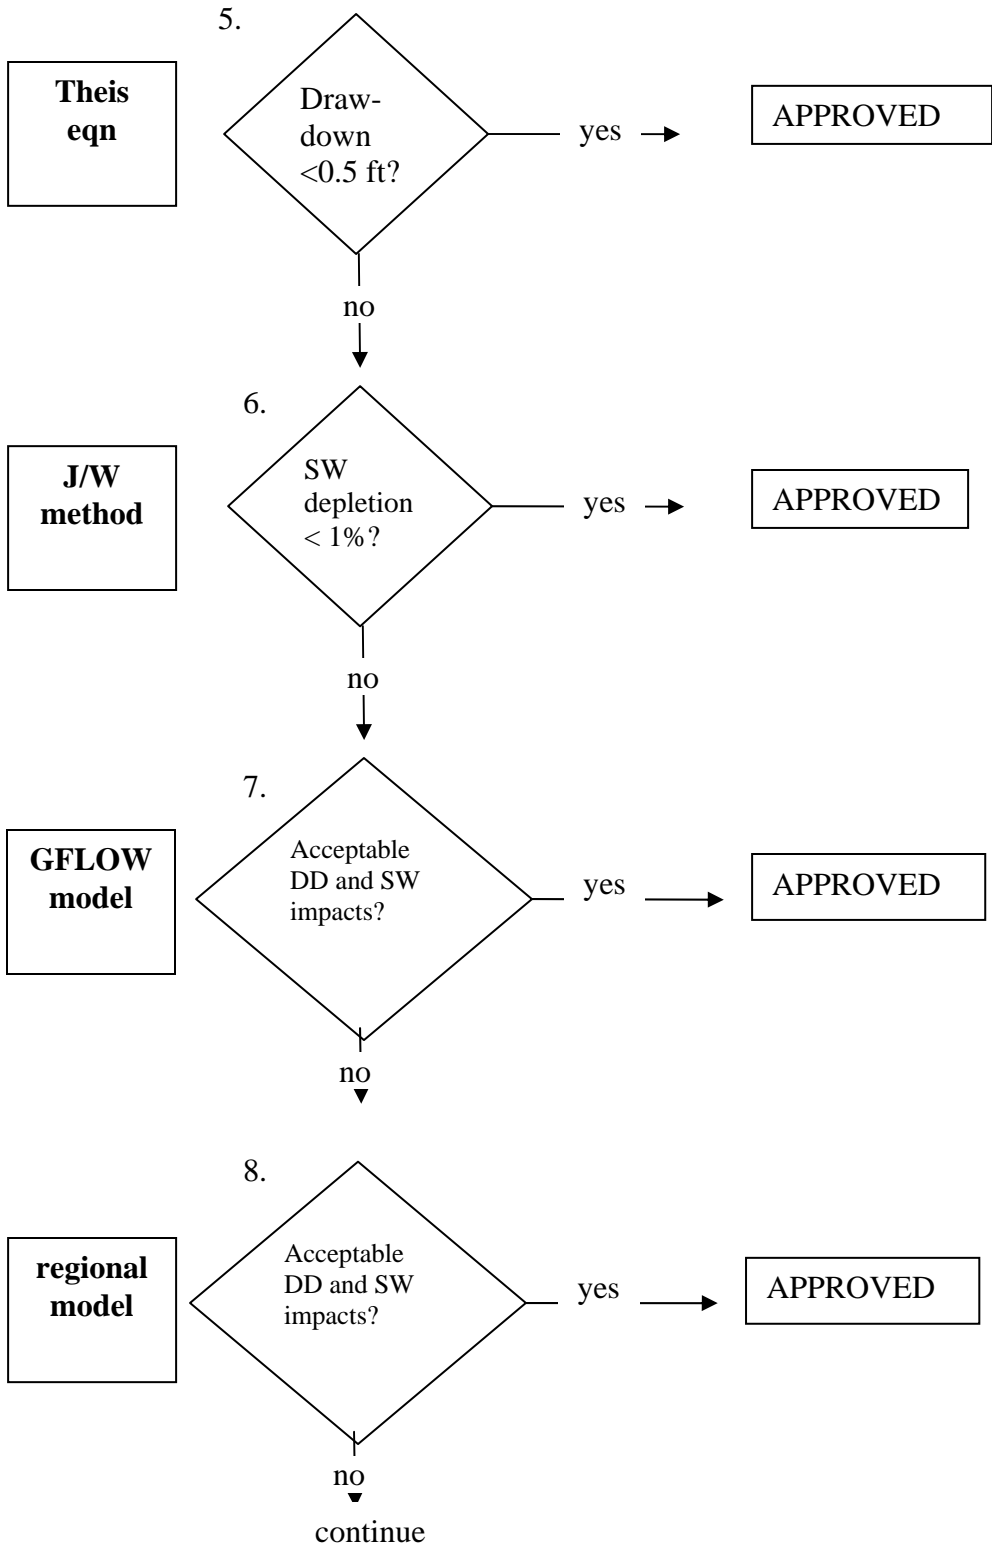 5.
Theis
eqn
Draw-
down
<0.5 ft?
yes
APPROVED
no
6.
J/W
method
SW
depletion
< 1%?
yes
APPROVED
no
7.
GFLOW
model
Acceptable
DD and SW
impacts?
yes
APPROVED
no
8.
regional
model
Acceptable
DD and SW
impacts?
yes
APPROVED
no
continue